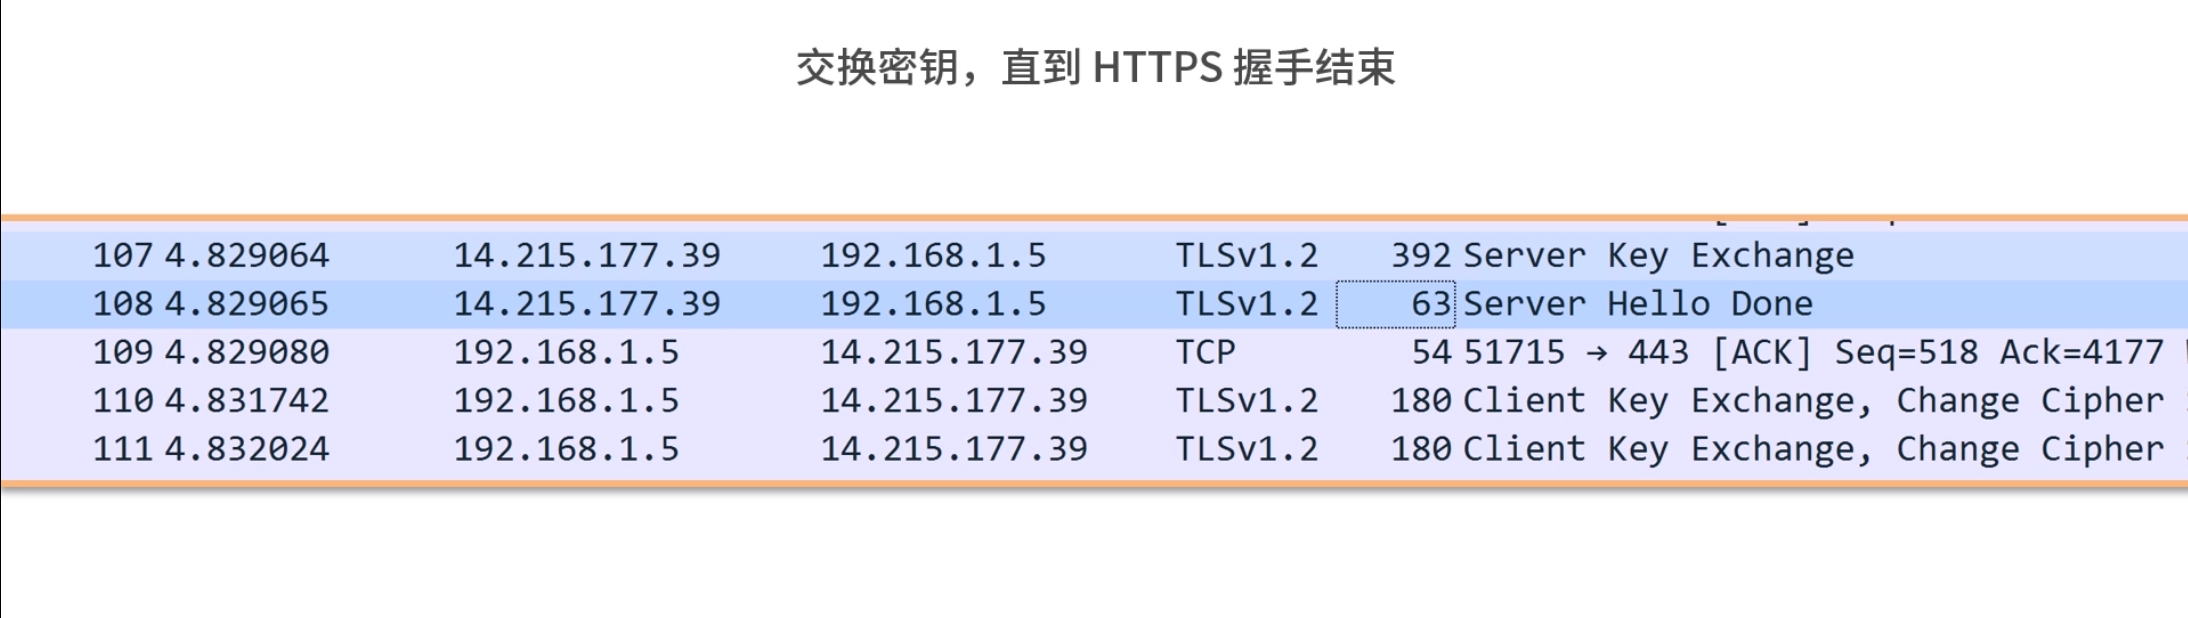 交换密钥，直到 HTTPS 握手结束
107 4.829064 14.215.177.39 192.168.1.5 TLSv1.2 392 Server Key Exchange
108 4.829065 14.215.177.39 192.168.1.5 TLSv1.2 63 Server Hello Done
109 4.829080 192.168.1.5 14.215.177.39 TCP 54 51715 → 443 [ACK] Seq=518 Ack=4177
110 4.831742 192.168.1.5 14.215.177.39 TLSv1.2 180 Client Key Exchange, Change Cipher
111 4.832024 192.168.1.5 14.215.177.39 TLSv1.2 180 Client Key Exchange, Change Cipher